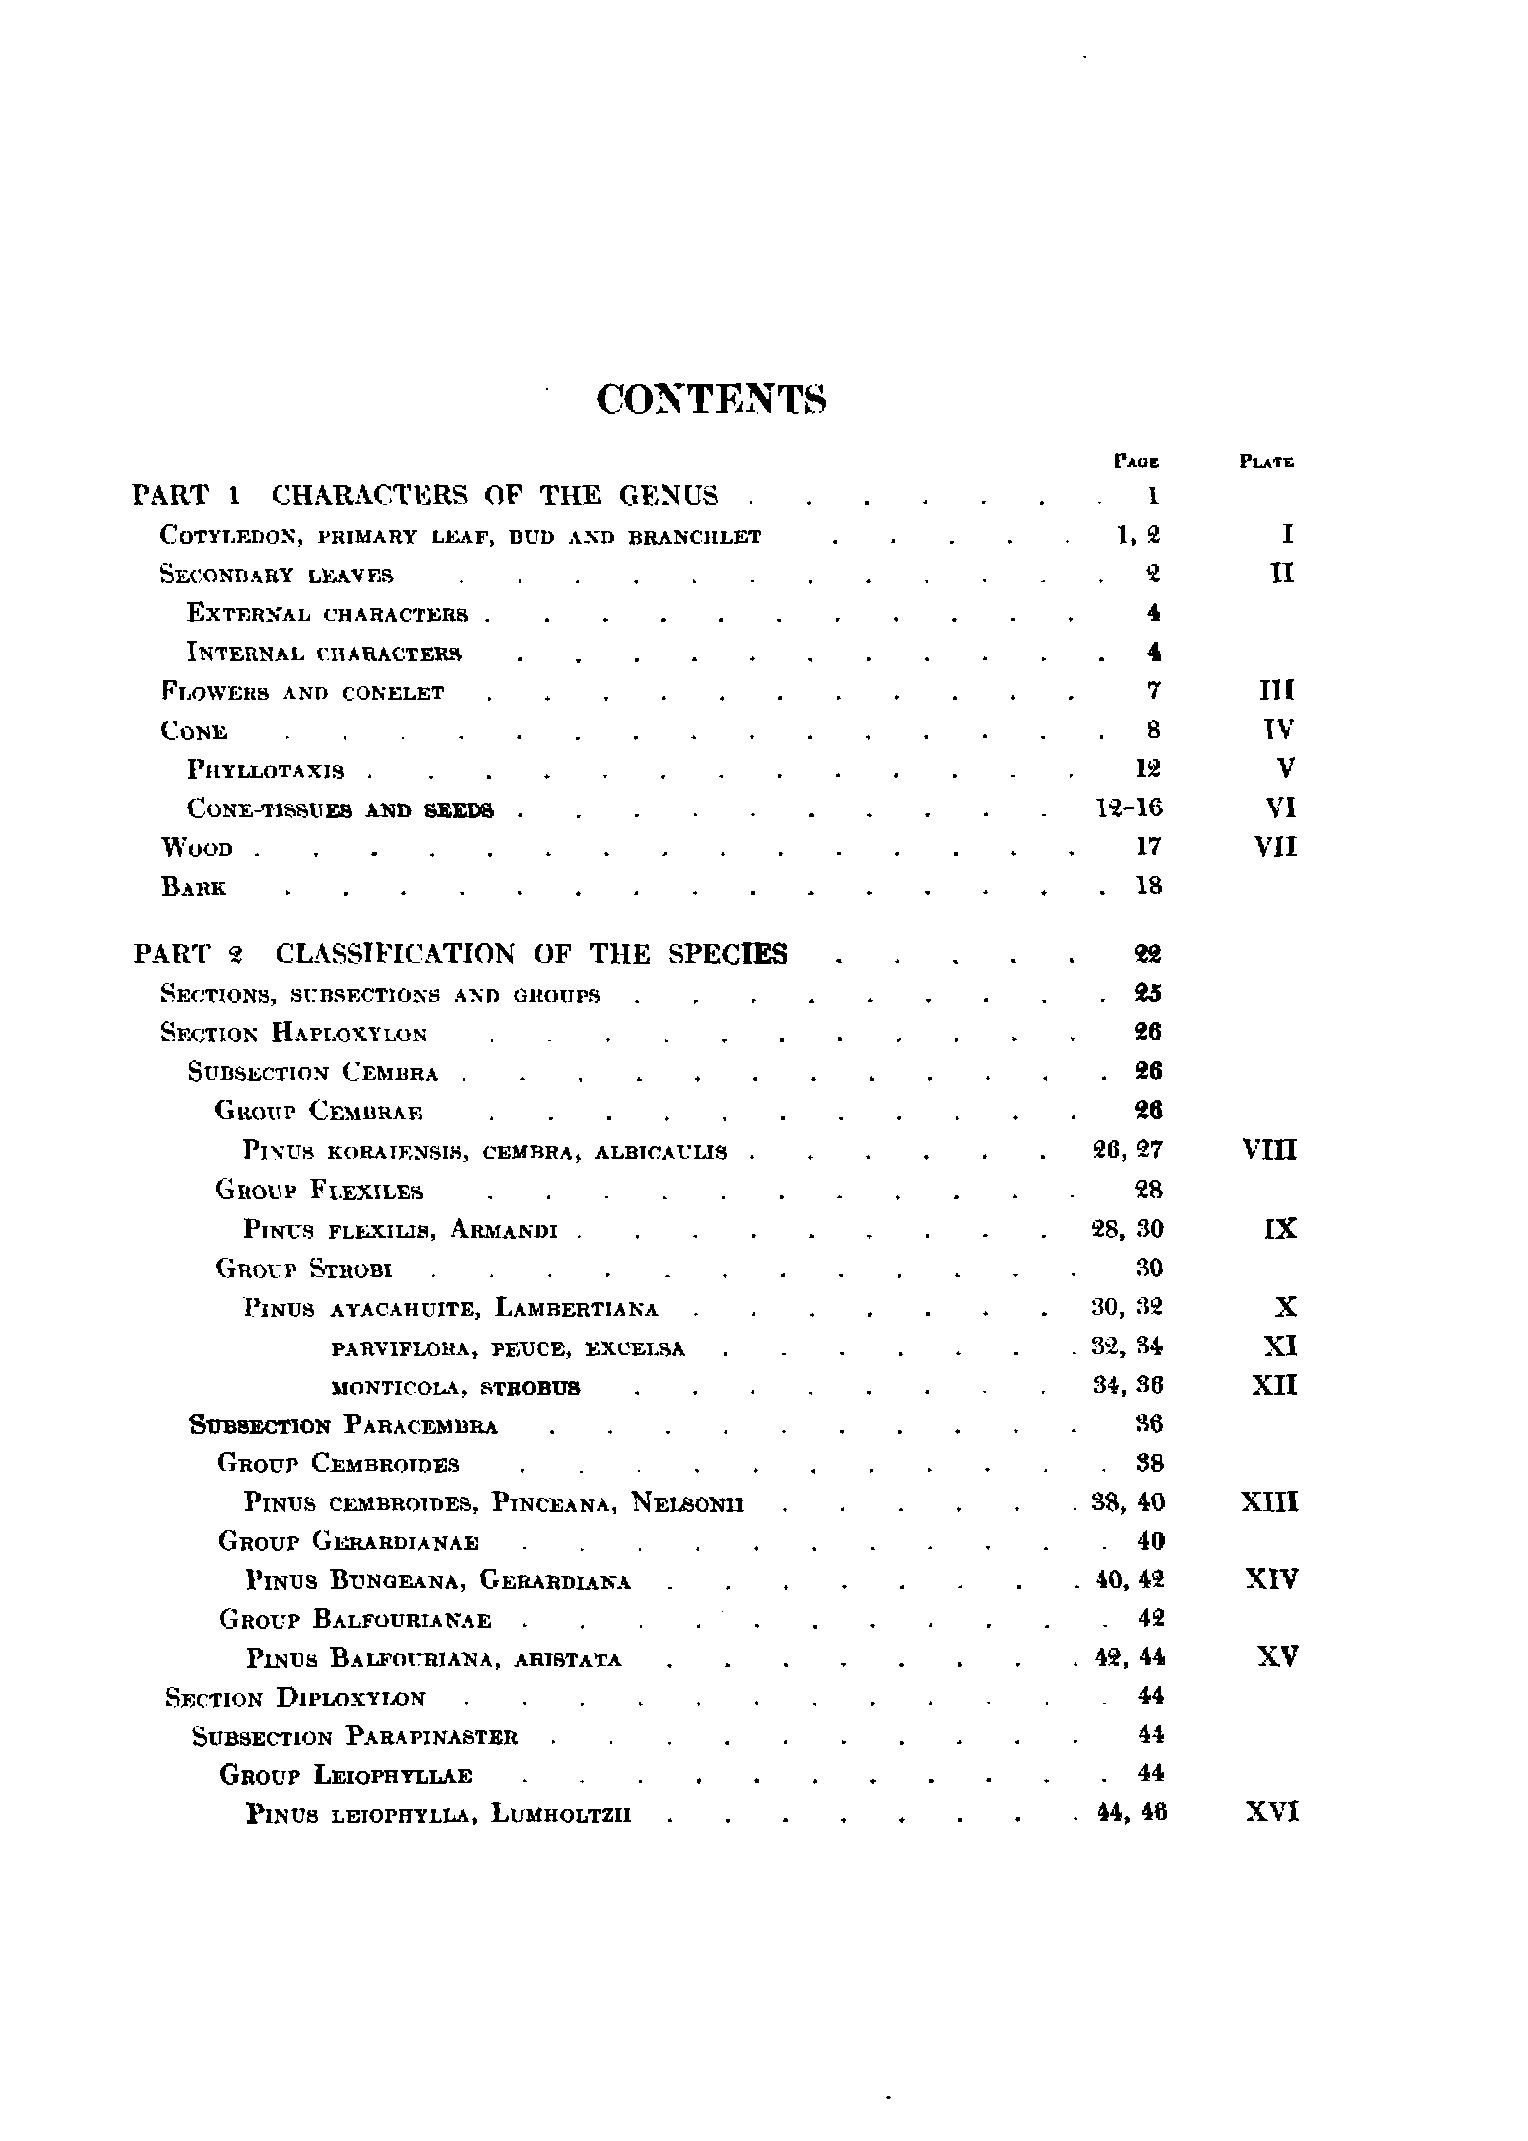 CONTENTS
PAGE PLATE
PART 1 CHARACTERS OF THE GENUS . . . . . . . 1
COTYLEDON, PRIMARY LEAF, BUD AND BRANCHLET . . . . . 1, 2 I
SECONDARY LEAVES . . . . . . . . . . . . 2 II
EXTERNAL CHARACTERS . . . . . . . . . . . 4
INTERNAL CHARACTERS . . . . . . . . . . . 4
FLOWERS AND CONELET . . . . . . . . . . . 7 III
CONE . . . . . . . . . . . . . . . 8 IV
PHYLLOTAXIS . . . . . . . . . . . . . 12 V
CONE-TISSUES AND SEEDS . . . . . . . . . . 12-16 VI
WOOD . . . . . . . . . . . . . . . 17 VII
BARK . . . . . . . . . . . . . . . 18
PART 2 CLASSIFICATION OF THE SPECIES . . . . . 22
SECTIONS, SUBSECTIONS AND GROUPS . . . . . . . . . 25
SECTION HAPLOXYLON . . . . . . . . . . . 26
SUBSECTION CEMBRA . . . . . . . . . . . . 26
GROUP CEMBRAE . . . . . . . . . . . 26
PINUS KORAIENSIS, CEMBRA, ALBICAULIS . . . . . . 26, 27 VIII
GROUP FLEXILES . . . . . . . . . . . 28
PINUS FLEXILIS, ARMANDI . . . . . . . . . 28, 30 IX
GROUP STROBI . . . . . . . . . . . . 30
PINUS AYACAHUITE, LAMBERTIANA . . . . . . . 30, 32 X
PARVIFLORA, PEUCE, EXCELSA . . . . . . . 32, 34 XI
MONTICOLA, STROBUS . . . . . . . . 34, 36 XII
SUBSECTION PARACEMBRA . . . . . . . . . . 36
GROUP CEMBROIDES . . . . . . . . . . . 38
PINUS CEMBROIDES, PINCEANA, NELSONII . . . . . . 38, 40 XIII
GROUP GERARDIANAE . . . . . . . . . . . 40
PINUS BUNGEANA, GERARDIANA . . . . . . . . 40, 42 XIV
GROUP BALFOURIANAE . . . . . . . . . . . 42
PINUS BALFOURIANA, ARISTATA . . . . . . . . 42, 44 XV
SECTION DIPLOXYLON . . . . . . . . . . . . 44
SUBSECTION PARAPINASTER . . . . . . . . . . 44
GROUP LEIOPHYLLAE . . . . . . . . . . . 44
PINUS LEIOPHYLLA, LUMHOLTZII . . . . . . . . 44, 46 XVI